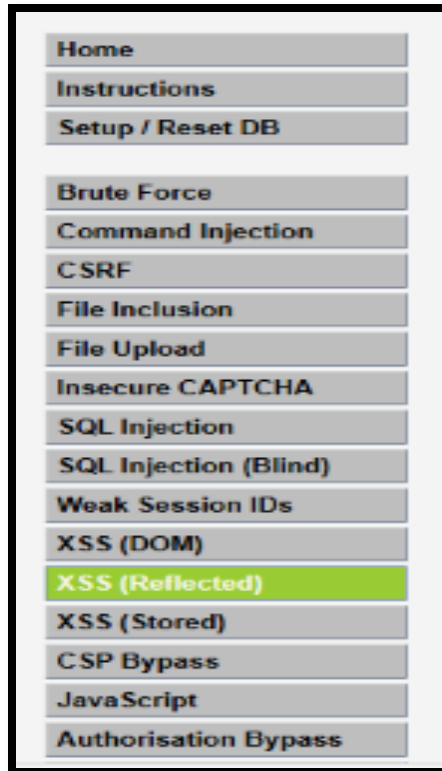 Home
Instructions
Setup / Reset DB
Brute Force
Command Injection
CSRF
File Inclusion
File Upload
Insecure CAPTCHA
SQL Injection
SQL Injection (Blind)
Weak Session IDs
XSS (DOM)
XSS (Reflected)
XSS (Stored)
CSP Bypass
JavaScript
Authorisation Bypass